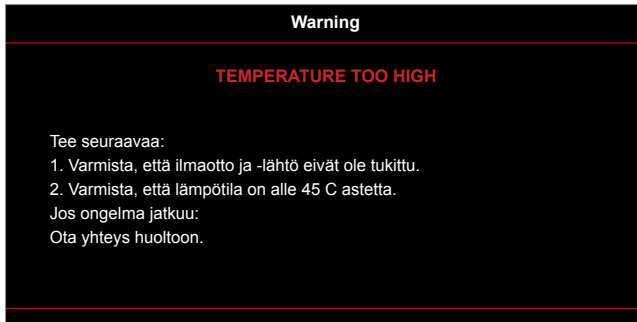 Warning
TEMPERATURE TOO HIGH
Tee seuraavaa:
1. Varmista, että ilmaotto ja -lähtö eivät ole tukittu.
2. Varmista, että lämpötila on alle 45 C astetta.
Jos ongelma jatkuu:
Ota yhteys huoltoon.